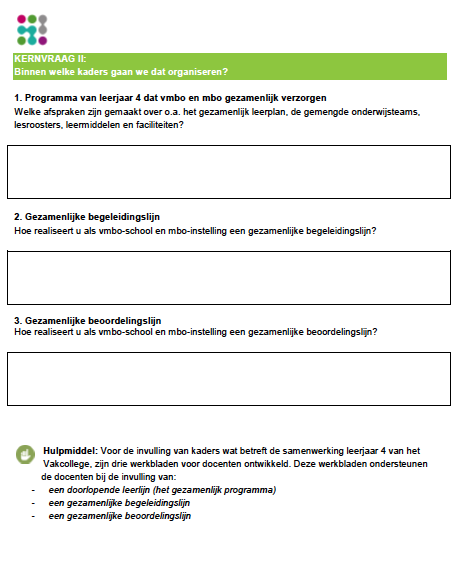 KERNVRAAG II:
Binnen welke kaders gaan we dat organiseren?
1. Programma van leerjaar 4 dat vmbo en mbo gezamenlijk verzorgen
Welke afspraken zijn gemaakt over o.a. het gezamenlijk leerplan, de gemengde onderwijsteams,
lesroosters, leermiddelen en faciliteiten?
2. Gezamenlijke begeleidingslijn
Hoe realiseert u als vmbo-school en mbo-instelling een gezamenlijke begeleidingslijn?
3. Gezamenlijke beoordelingslijn
Hoe realiseert u als vmbo-school en mbo-instelling een gezamenlijke beoordelingslijn?
Hulpmiddel: Voor de invulling van kaders wat betreft de samenwerking leerjaar 4 van het
Vakcollege, zijn drie werkbladen voor docenten ontwikkeld. Deze werkbladen ondersteunen
de docenten bij de invulling van:
- een doorlopende leerlijn (het gezamenlijk programma)
- een gezamenlijke begeleidingslijn
- een gezamenlijke beoordelingslijn